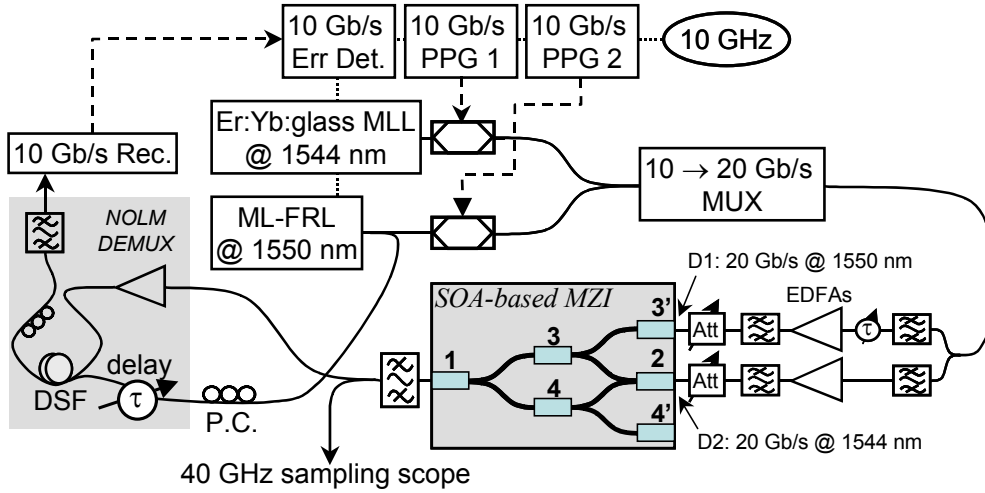 10 Gb/s
Err Det.
10 Gb/s
PPG 1
10 Gb/s
PPG 2
10 GHz
Er:Yb:glass MLL
@ 1544 nm
10 Gb/s Rec.
10 → 20 Gb/s
MUX
ML-FRL
@ 1550 nm
NOLM
DEMUX
D1: 20 Gb/s @ 1550 nm
EDFAs
SOA-based MZI
3'
3
Att
τ
1
2
4
Att
4'
delay
DSF
τ
P.C.
D2: 20 Gb/s @ 1544 nm
40 GHz sampling scope